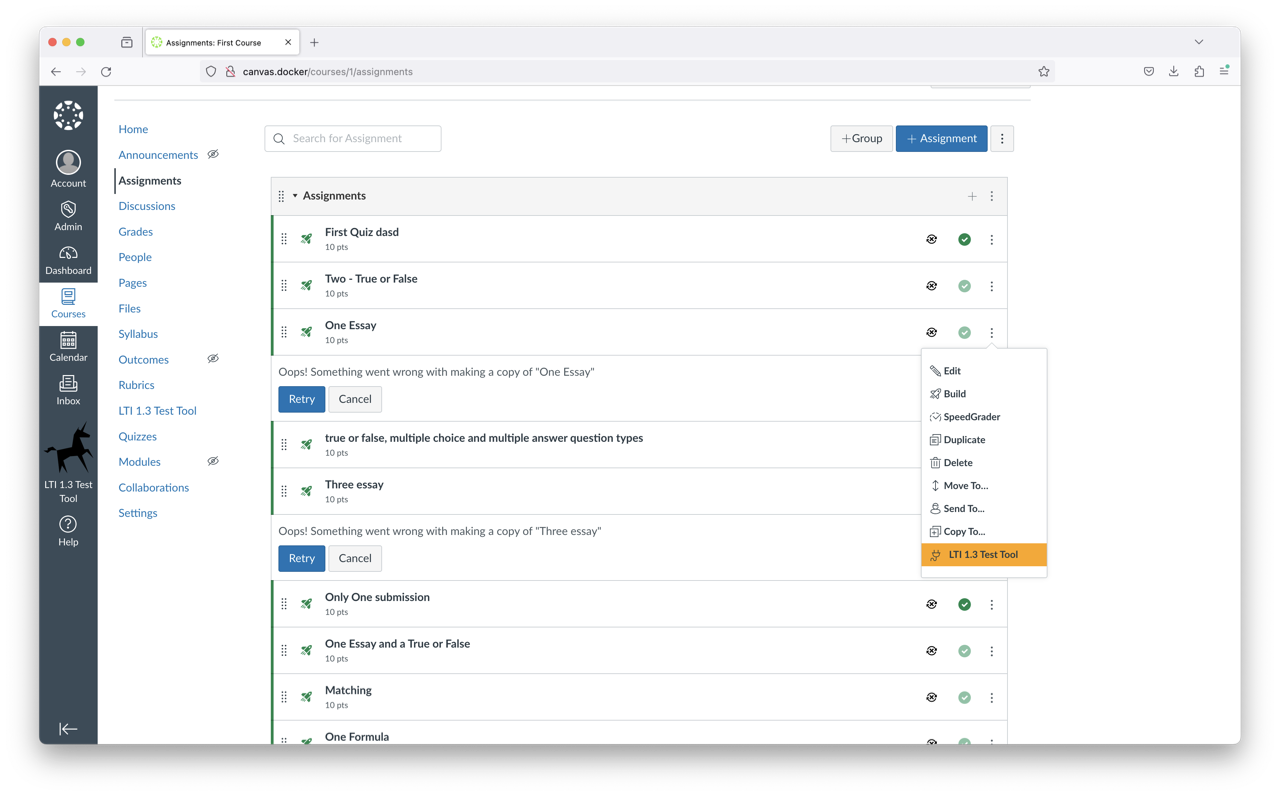 Assignments: First Course
canvas.docker/courses/1/assignments
Account
Admin
Dashboard
Courses
Calendar
Inbox
LTI 1.3 Test
Tool
Help
Home
Announcements
Assignments
Discussions
Grades
People
Pages
Files
Syllabus
Outcomes
Rubrics
LTI 1.3 Test Tool
Quizzes
Modules
Collaborations
Settings
Search for Assignment
+Group
+ Assignment
Assignments
First Quiz dasd
10 pts
Two - True or False
10 pts
One Essay
10 pts
Oops! Something went wrong with making a copy of "One Essay"
Retry
Cancel
true or false, multiple choice and multiple answer question types
10 pts
Three essay
10 pts
Oops! Something went wrong with making a copy of "Three essay"
Retry
Cancel
Only One submission
10 pts
One Essay and a True or False
10 pts
Matching
10 pts
One Formula
Edit
Build
SpeedGrader
Duplicate
Delete
Move To...
Send To...
Copy To...
LTI 1.3 Test Tool